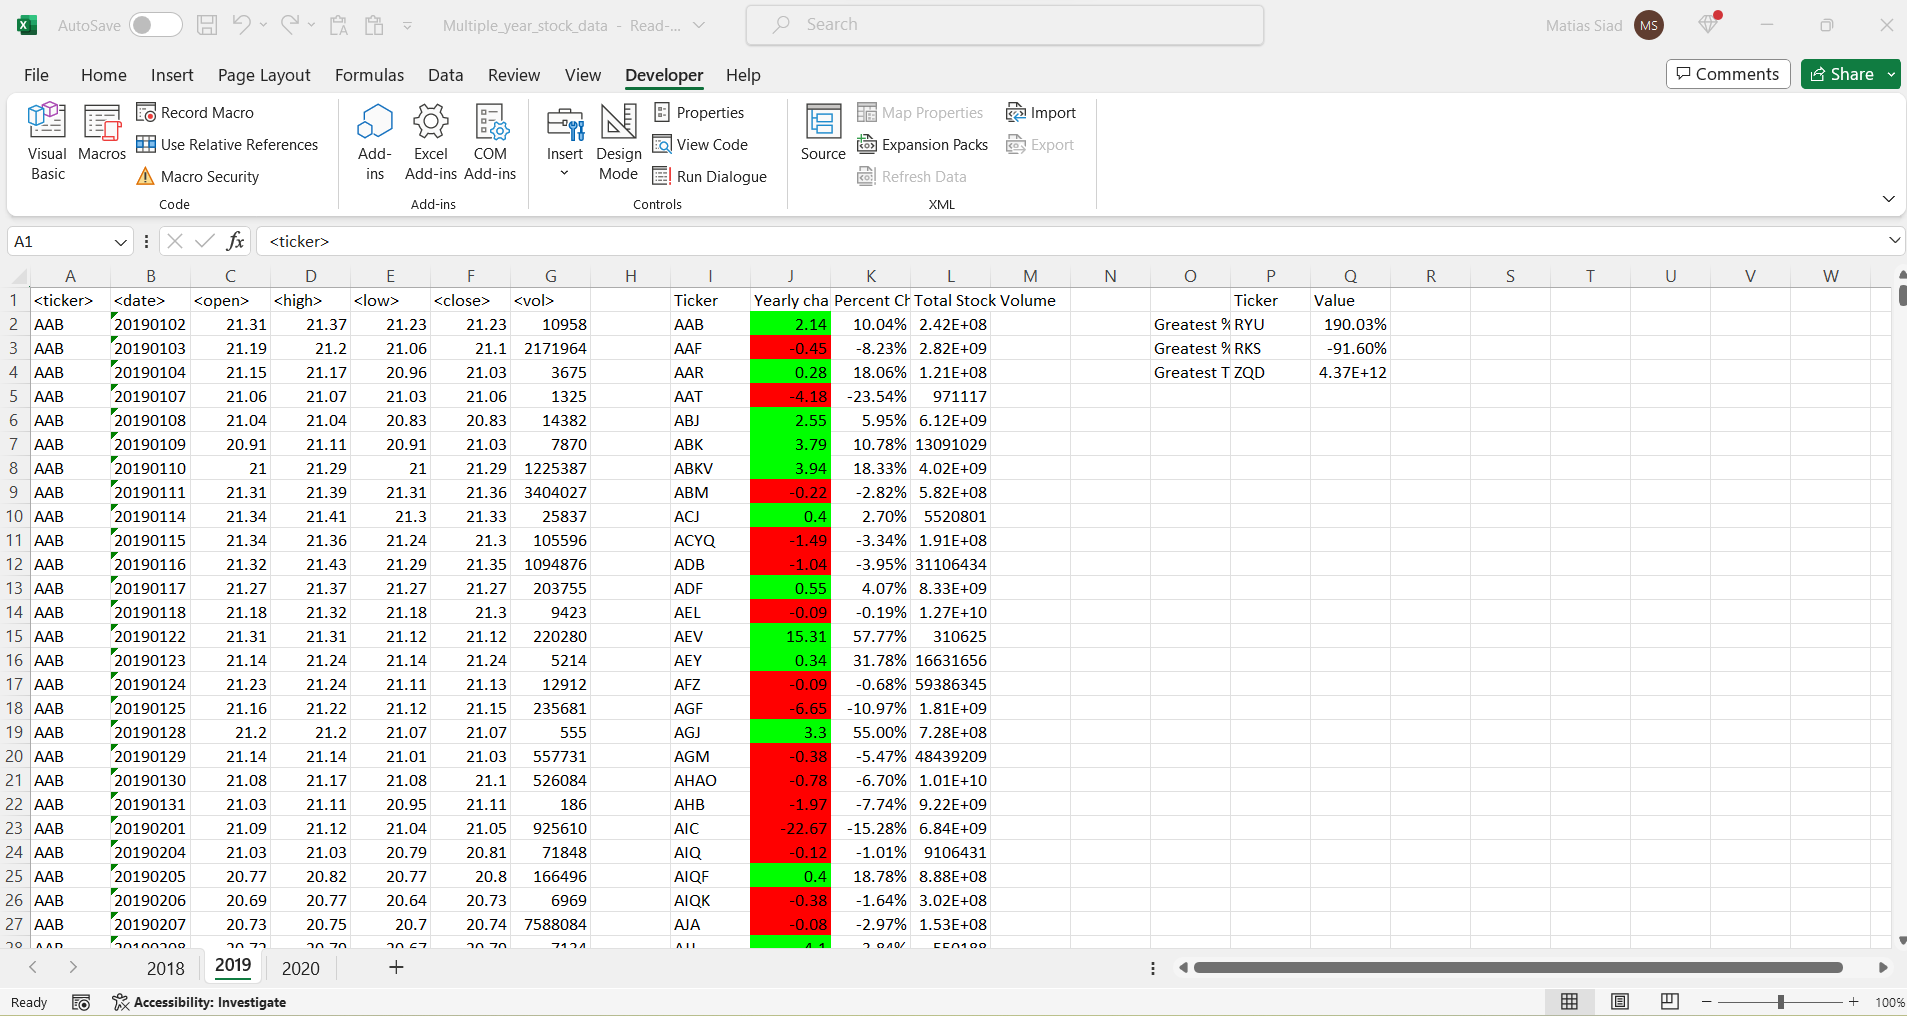 AutoSave
Multiple_year_stock_data - Read-...
Search
Matias Siad MS
File Home Insert Page Layout Formulas Data Review View Developer Help
Comments Share
Visual Basic
Macros
Record Macro
Use Relative References
Macro Security
Code
Add-ins
Excel Add-ins
COM Add-ins
Add-ins
Insert
Design Mode
Properties
View Code
Run Dialogue
Controls
Source
Map Properties
Expansion Packs
Refresh Data
Import
Export
XML
A1 fx <ticker>
A B C D E F G H I J K L M N O P Q R S T U V W
1 <ticker> <date> <open> <high> <low> <close> <vol> Ticker Yearly cha Percent Ch Total Stock Volume Ticker Value
2 AAB 20190102 21.31 21.37 21.23 21.23 10958 AAB 2.14 10.04% 2.42E+08 Greatest % RYU 190.03%
3 AAB 20190103 21.19 21.2 21.06 21.1 2171964 AAF -0.45 -8.23% 2.82E+09 Greatest % RKS -91.60%
4 AAB 20190104 21.15 21.17 20.96 21.03 3675 AAR 0.28 18.06% 1.21E+08 Greatest T ZQD 4.37E+12
5 AAB 20190107 21.06 21.07 21.03 21.06 1325 AAT -4.18 -23.54% 971117
6 AAB 20190108 21.04 21.04 20.83 20.83 14382 ABJ 2.55 5.95% 6.12E+09
7 AAB 20190109 20.91 21.11 20.91 21.03 7870 ABK 3.79 10.78% 13091029
8 AAB 20190110 21 21.29 21 21.29 1225387 ABKV 3.94 18.33% 4.02E+09
9 AAB 20190111 21.31 21.39 21.31 21.36 3404027 ABM -0.22 -2.82% 5.82E+08
10 AAB 20190114 21.34 21.41 21.3 21.33 25837 ACJ 0.4 2.70% 5520801
11 AAB 20190115 21.34 21.36 21.24 21.3 105596 ACYQ -1.49 -3.34% 1.91E+08
12 AAB 20190116 21.32 21.43 21.29 21.35 1094876 ADB -1.04 -3.95% 31106434
13 AAB 20190117 21.27 21.37 21.27 21.27 203755 ADF 0.55 4.07% 8.33E+09
14 AAB 20190118 21.18 21.32 21.18 21.3 9423 AEL -0.09 -0.19% 1.27E+10
15 AAB 20190122 21.31 21.31 21.12 21.12 220280 AEV 15.31 57.77% 310625
16 AAB 20190123 21.14 21.24 21.14 21.24 5214 AEY 0.34 31.78% 16631656
17 AAB 20190124 21.23 21.24 21.11 21.13 12912 AFZ -0.09 -0.68% 59386345
18 AAB 20190125 21.16 21.22 21.12 21.15 235681 AGF -6.65 -10.97% 1.81E+09
19 AAB 20190128 21.2 21.2 21.07 21.07 555 AGJ 3.3 55.00% 7.28E+08
20 AAB 20190129 21.14 21.14 21.01 21.03 557731 AGM -0.38 -5.47% 48439209
21 AAB 20190130 21.08 21.17 21.08 21.1 526084 AHAO -0.78 -6.70% 1.01E+10
22 AAB 20190131 21.03 21.11 20.95 21.11 186 AHB -1.97 -7.74% 9.22E+09
23 AAB 20190201 21.09 21.12 21.04 21.05 925610 AIC -22.67 -15.28% 6.84E+09
24 AAB 20190204 21.03 21.03 20.79 20.81 71848 AIQ -0.12 -1.01% 9106431
25 AAB 20190205 20.77 20.82 20.77 20.8 166496 AIQF 0.4 18.78% 8.88E+08
26 AAB 20190206 20.69 20.77 20.64 20.73 6969 AIQK -0.38 -1.64% 3.02E+08
27 AAB 20190207 20.73 20.75 20.7 20.74 7588084 AJA -0.08 -2.97% 1.53E+08
2018 2019 2020
Ready Accessibility: Investigate 100%